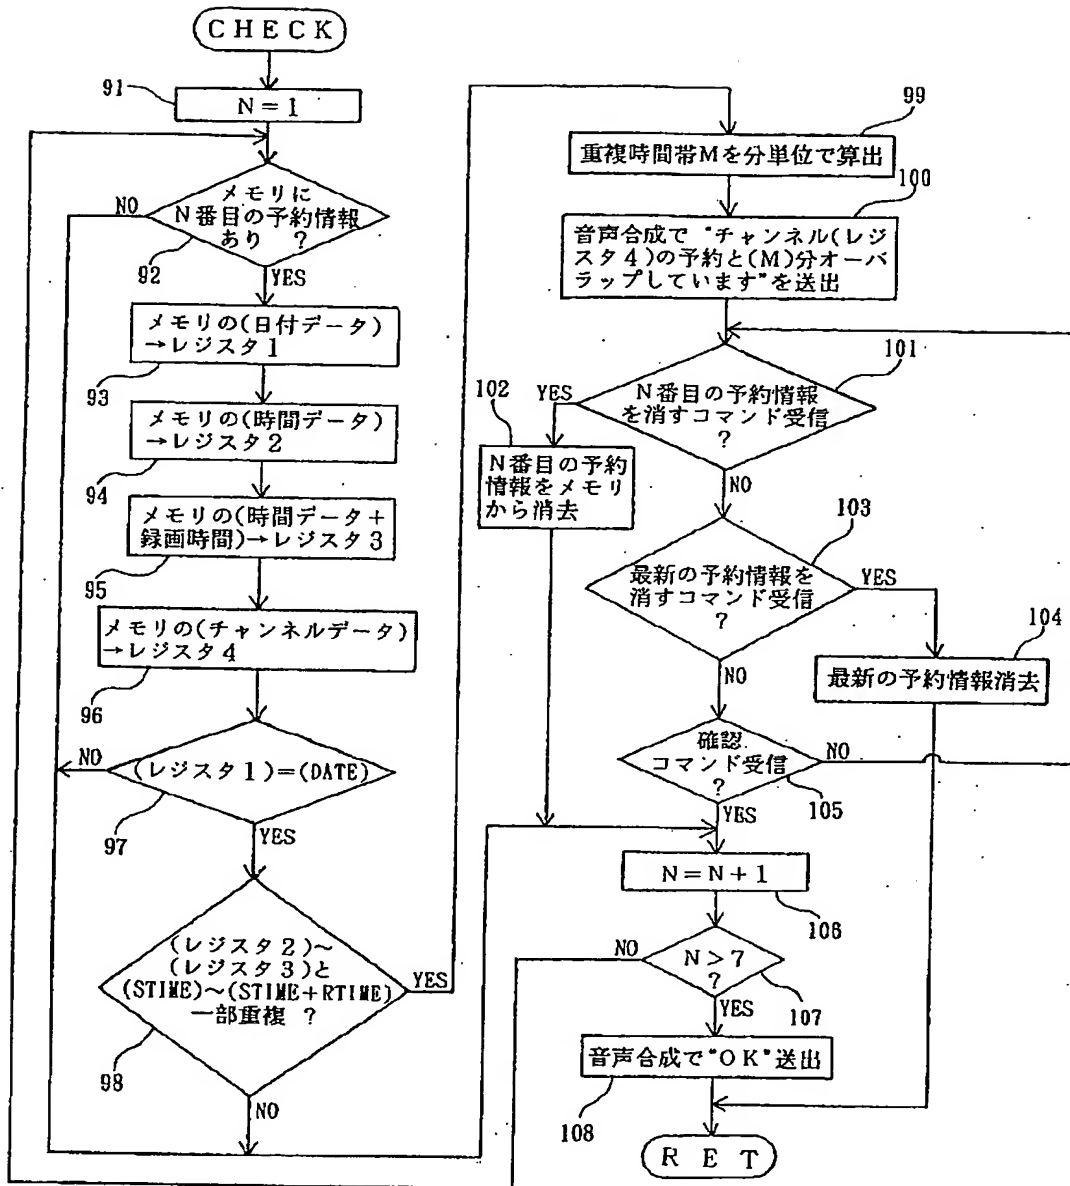 CHECK
91
N=1
メモリに
N番目の予約情報
あり ?
NO
92
YES
メモリの(日付データ)
→レジスタ1
93
メモリの(時間データ)
→レジスタ2
94
メモリの(時間データ+
録画時間)→レジスタ3
95
メモリの(チャンネルデータ)
→レジスタ4
96
NO
(レジスタ1)=(DATE)
97
YES
(レジスタ2)~
(レジスタ3)と
(STIME)~(STIME+RTIME)
一部重複 ?
YES
98
NO
99
重複時間帯Mを分単位で算出
100
音声合成で“チャンネル(レジ
スタ4)の予約と(M)分オーバ
ラップしています”を送出
101
N番目の予約情報
を消すコマンド受信
?
YES
102
N番目の予約
情報をメモリ
から消去
NO
103
最新の予約情報を
消すコマンド受信
?
YES
104
最新の予約情報消去
NO
確認
コマンド受信
?
NO
105
YES
N=N+1
106
NO
N>7
?
107
YES
音声合成で“OK”送出
108
RET